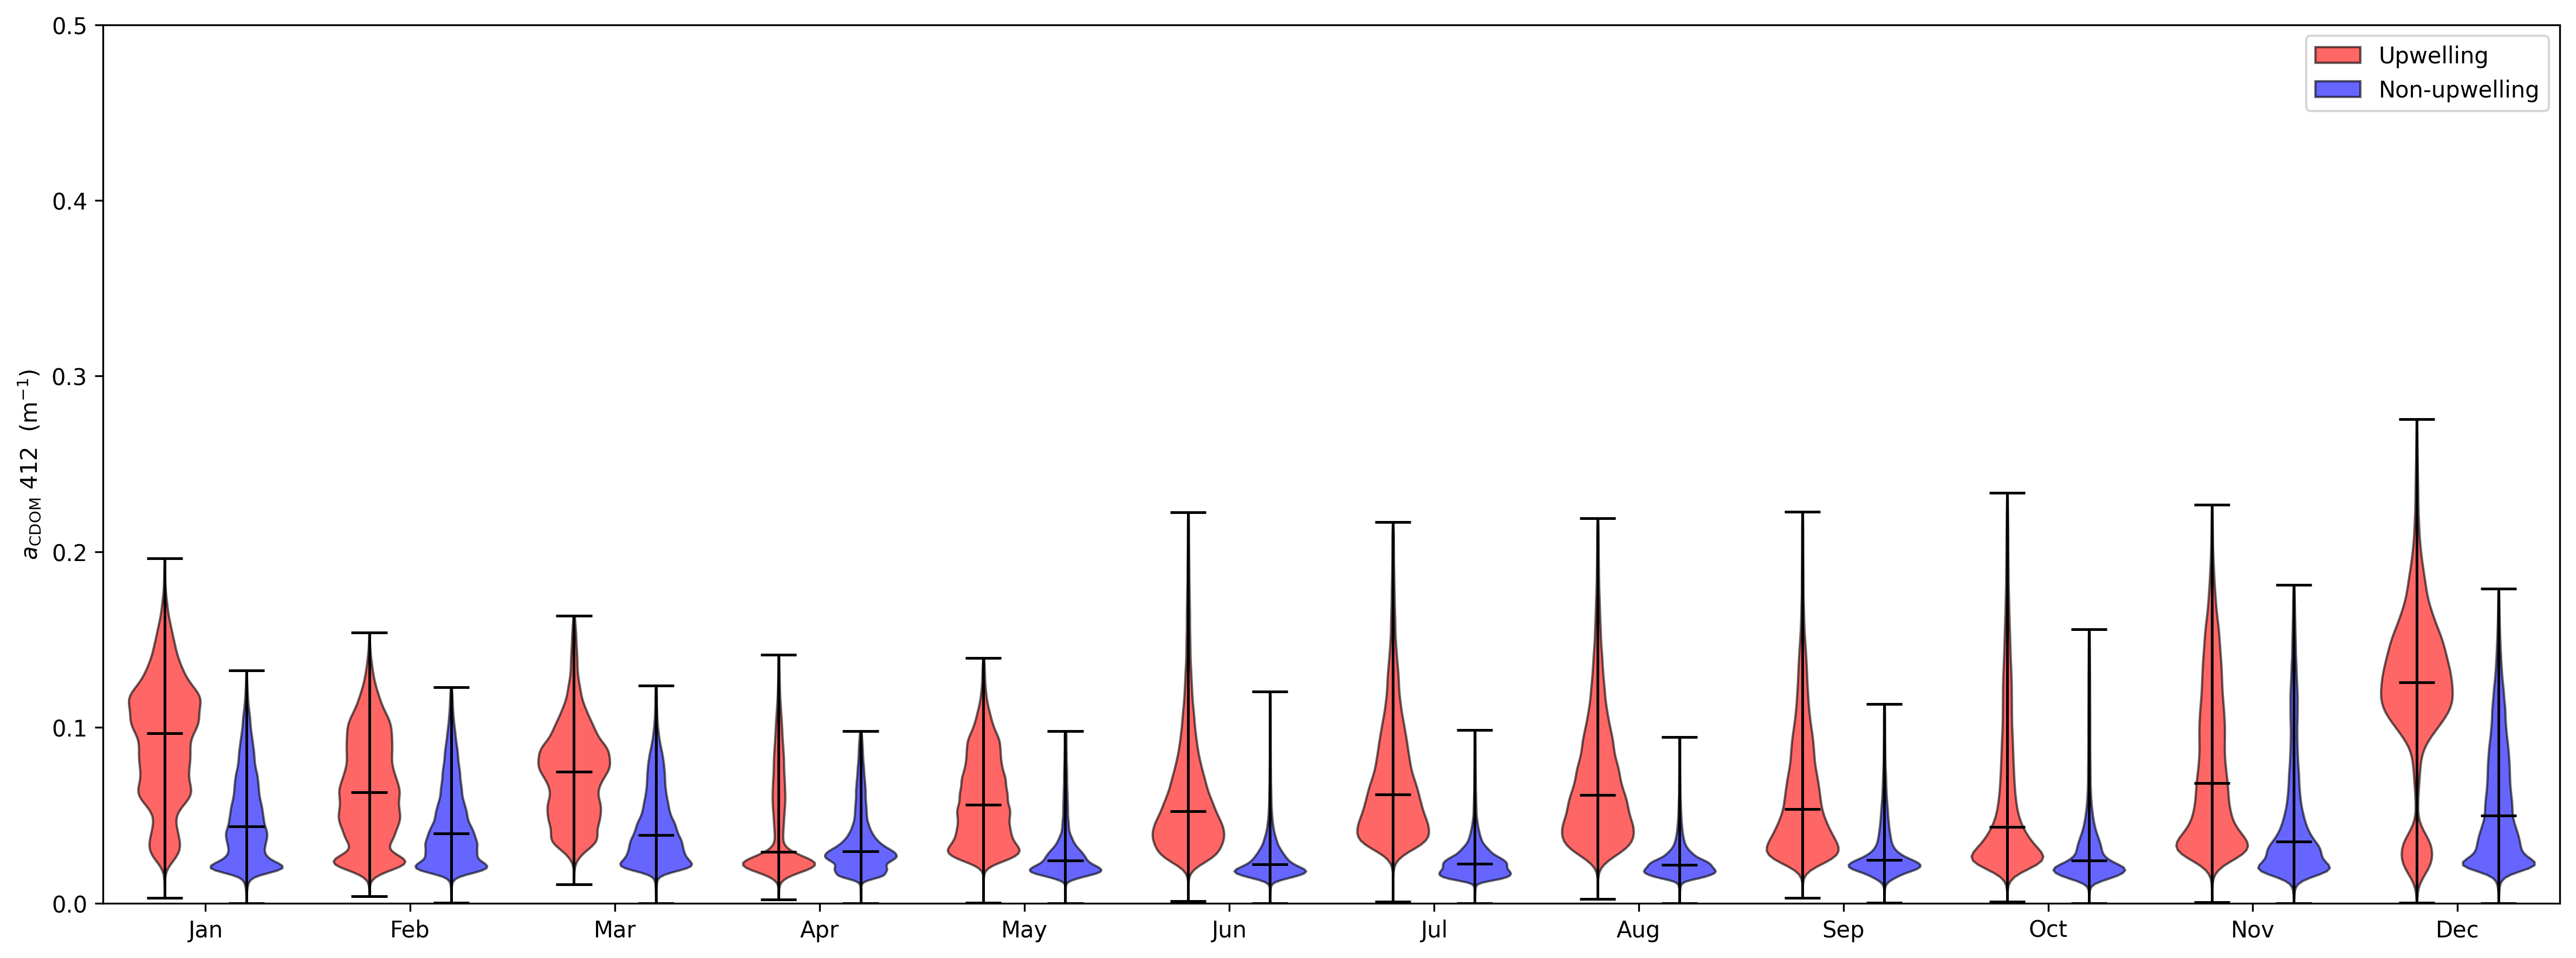 0.5
0.4
0.3
0.2
0.1
0.0
a_CDOM 412 (m⁻¹)
Upwelling
Non-upwelling
Jan Feb Mar Apr May Jun Jul Aug Sep Oct Nov Dec